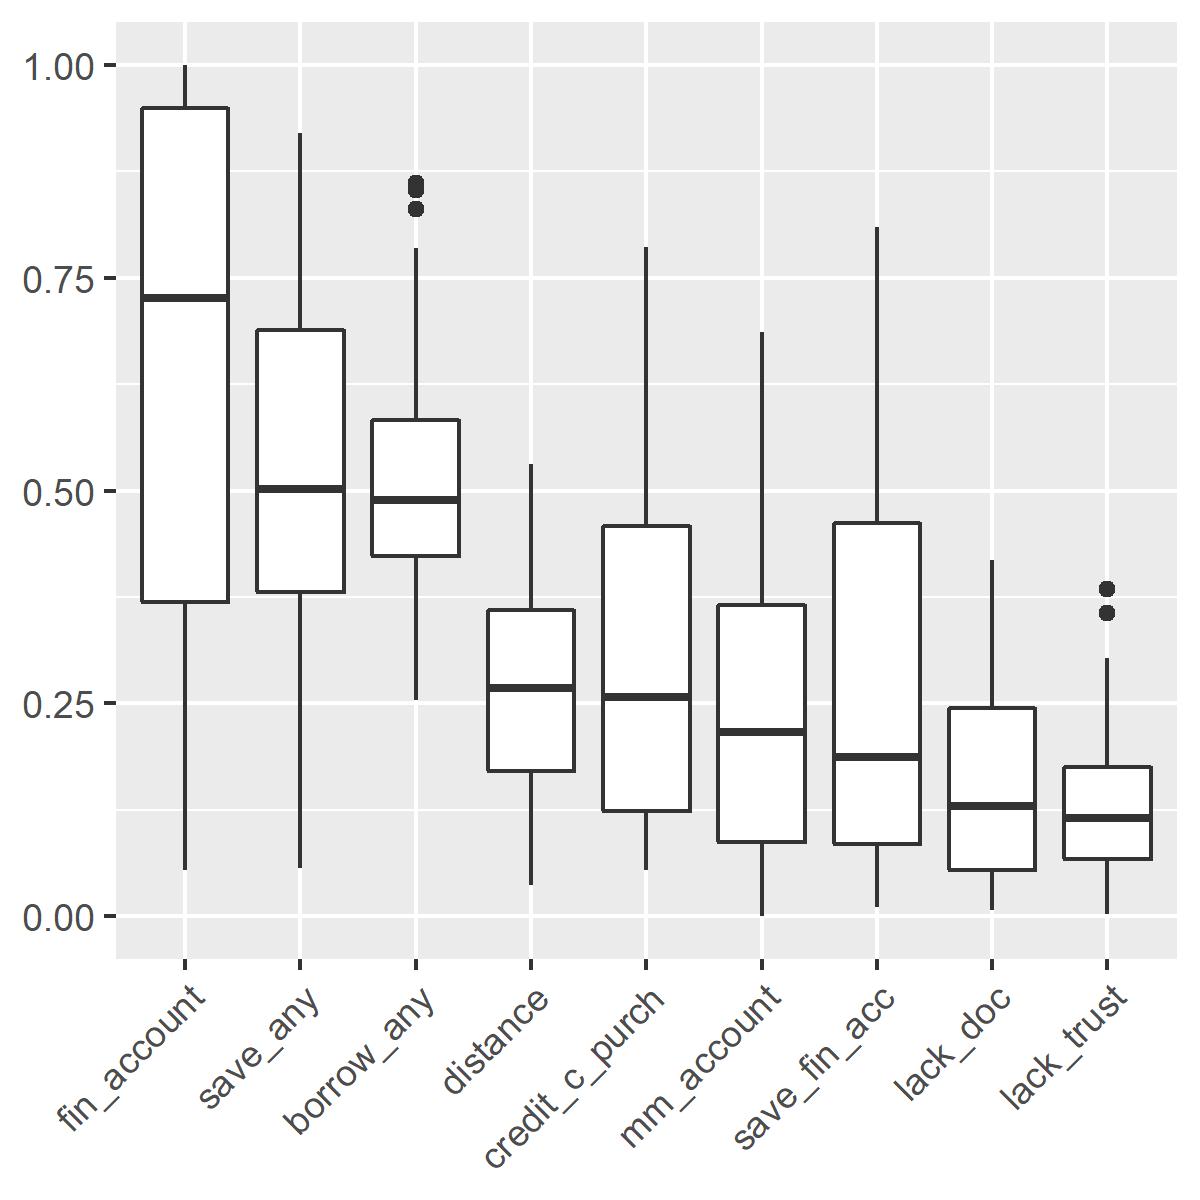 1.00
0.75
0.50
0.25
0.00
fin_account
save_any
borrow_any
distance
credit_c_purch
mm_account
save_fin_acc
lack_doc
lack_trust